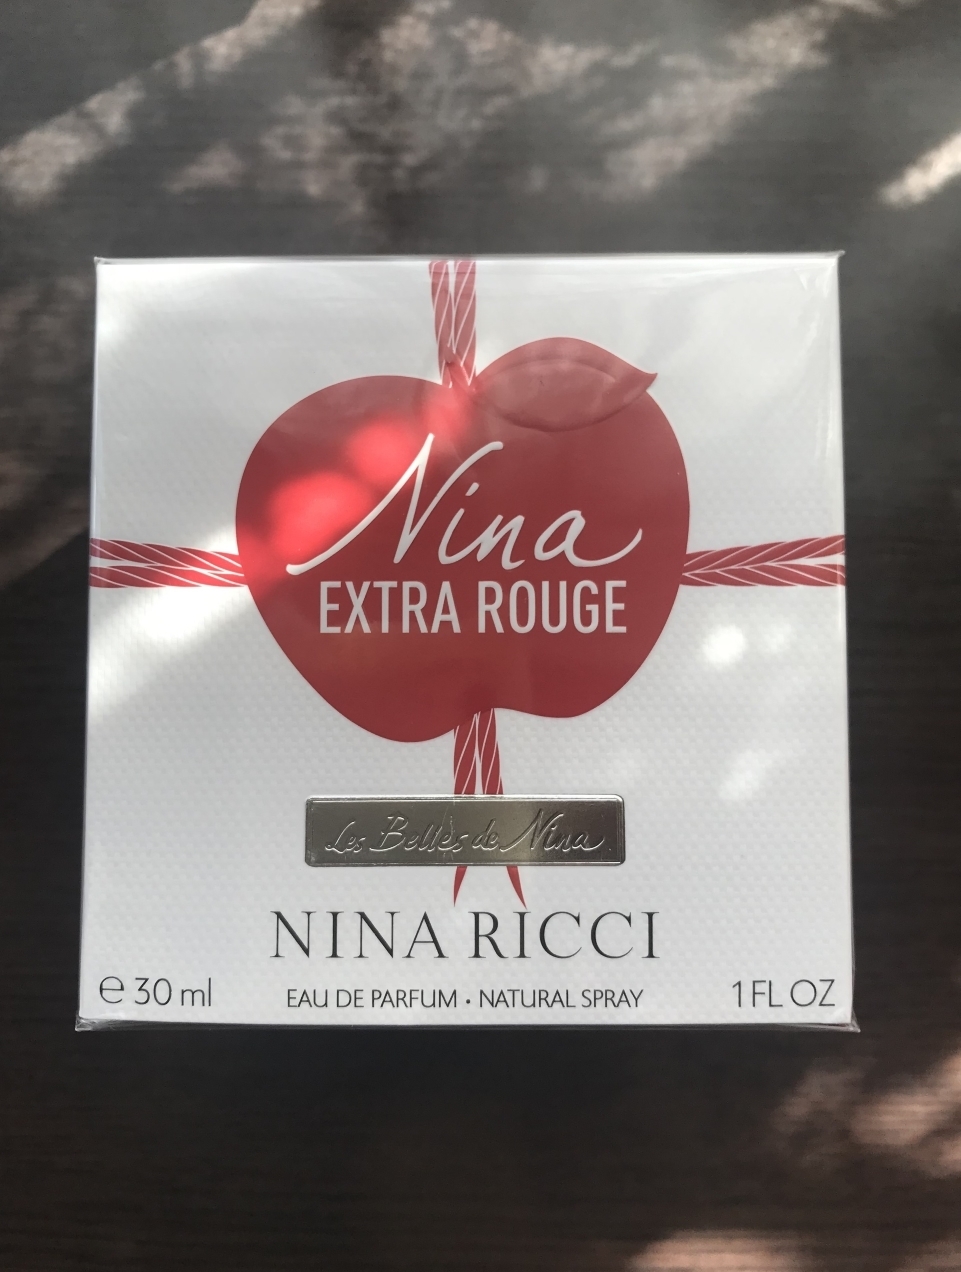 Nina
EXTRA ROUGE
Les Belles de Nina
NINA RICCI
℮ 30 ml
EAU DE PARFUM • NATURAL SPRAY
1 FL OZ